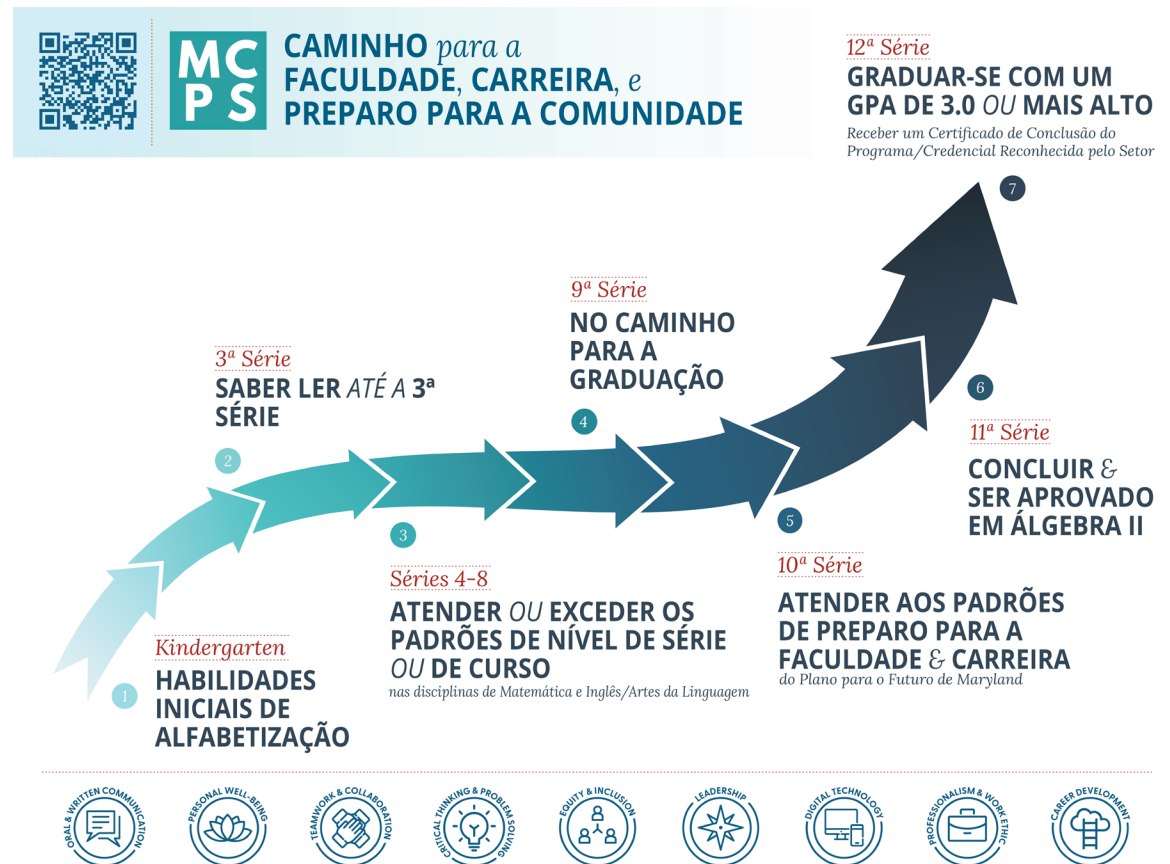 MC
PS
CAMINHO para a
FACULDADE, CARREIRA, e
PREPARO PARA A COMUNIDADE
12ª Série
GRADUAR-SE COM UM
GPA DE 3.0 OU MAIS ALTO
Receber um Certificado de Conclusão do
Programa/Credencial Reconhecida pelo Setor
7
9ª Série
NO CAMINHO
PARA A
GRADUAÇÃO
4
3ª Série
SABER LER ATÉ A 3ª
SÉRIE
2
6
11ª Série
CONCLUIR &
SER APROVADO
EM ÁLGEBRA II
3
Séries 4-8
ATENDER OU EXCEDER OS
PADRÕES DE NÍVEL DE SÉRIE
OU DE CURSO
nas disciplinas de Matemática e Inglês/Artes da Linguagem
5
10ª Série
ATENDER AOS PADRÕES
DE PREPARO PARA A
FACULDADE & CARREIRA
do Plano para o Futuro de Maryland
Kindergarten
1
HABILIDADES
INICIAIS DE
ALFABETIZAÇÃO
ORAL & WRITTEN COMMUNICATION
PERSONAL WELL-BEING
TEAMWORK & COLLABORATION
CRITICAL THINKING & PROBLEM SOLVING
EQUITY & INCLUSION
LEADERSHIP
DIGITAL TECHNOLOGY
PROFESSIONALISM & WORK ETHIC
CAREER DEVELOPMENT